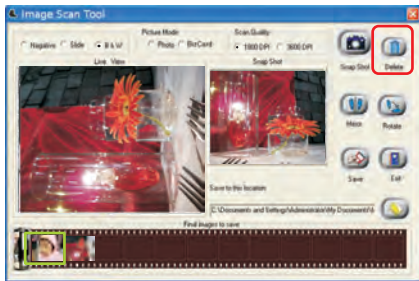 Image Scan Tool
Picture Mode
Scan Quality
Negative Slide B & W Photo BizCard 1800 DPI 3600 DPI
Live View
Snap Shot
Snap Shot
Delete
Mirror
Rotate
Save
Exit
Save to this location
C:\Documents and Settings\Administrator\My Documents\
Final images to save